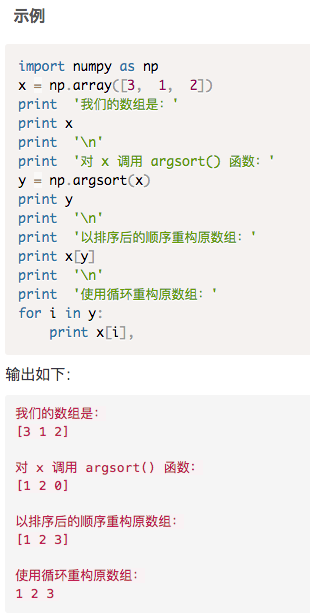 示例
import numpy as np
x = np.array([3,  1,  2])
print  '我们的数组是：'
print x
print  '\n'
print  '对 x 调用 argsort() 函数：'
y = np.argsort(x)
print y
print  '\n'
print  '以排序后的顺序重构原数组：'
print x[y]
print  '\n'
print  '使用循环重构原数组：'
for i in y:
    print x[i],
输出如下：
我们的数组是：
[3 1 2]
对 x 调用 argsort() 函数：
[1 2 0]
以排序后的顺序重构原数组：
[1 2 3]
使用循环重构原数组：
1 2 3